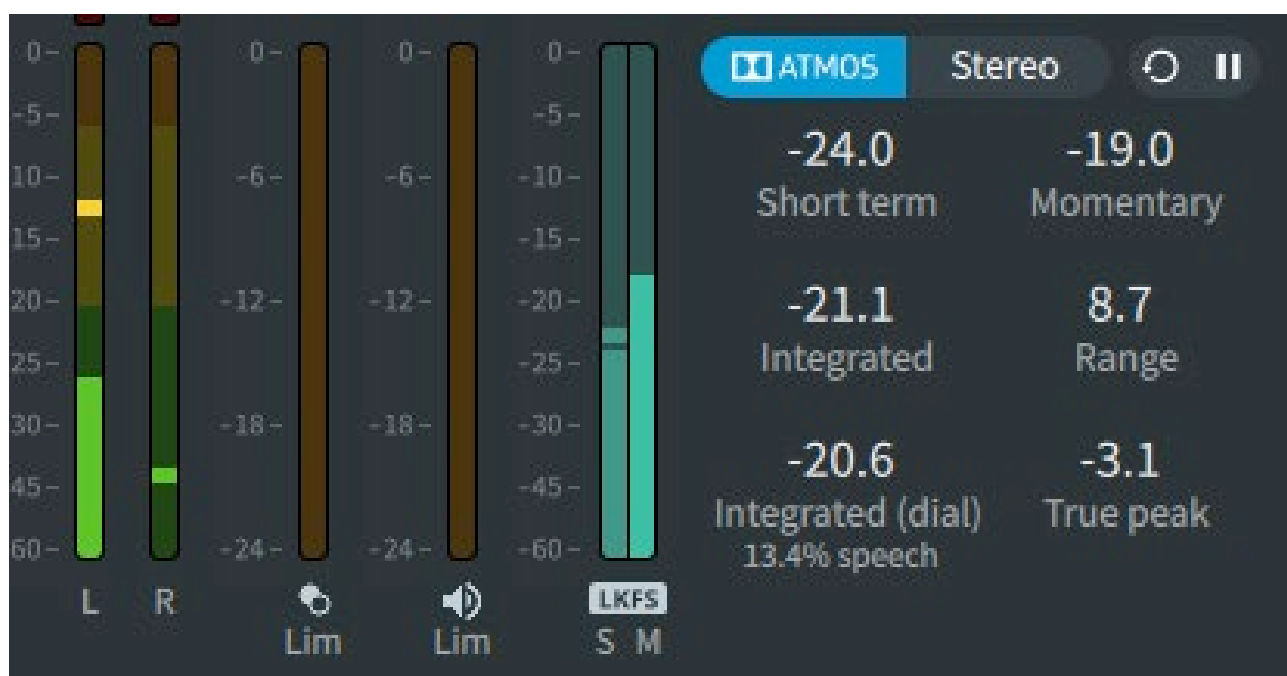 0- 0- 0- 0- ATMOS Stereo
-5- -5-
10- -6- -6- -10- -24.0 -19.0
Short term Momentary
15- -15-
20- -12- -12- -20- -21.1 8.7
25- -25- Integrated Range
30- -18- -18- -30-
45- -45- -20.6 -3.1
Integrated (dial) True peak
60- -24- -24- -60- 13.4% speech
L R LKFS
Lim Lim S M